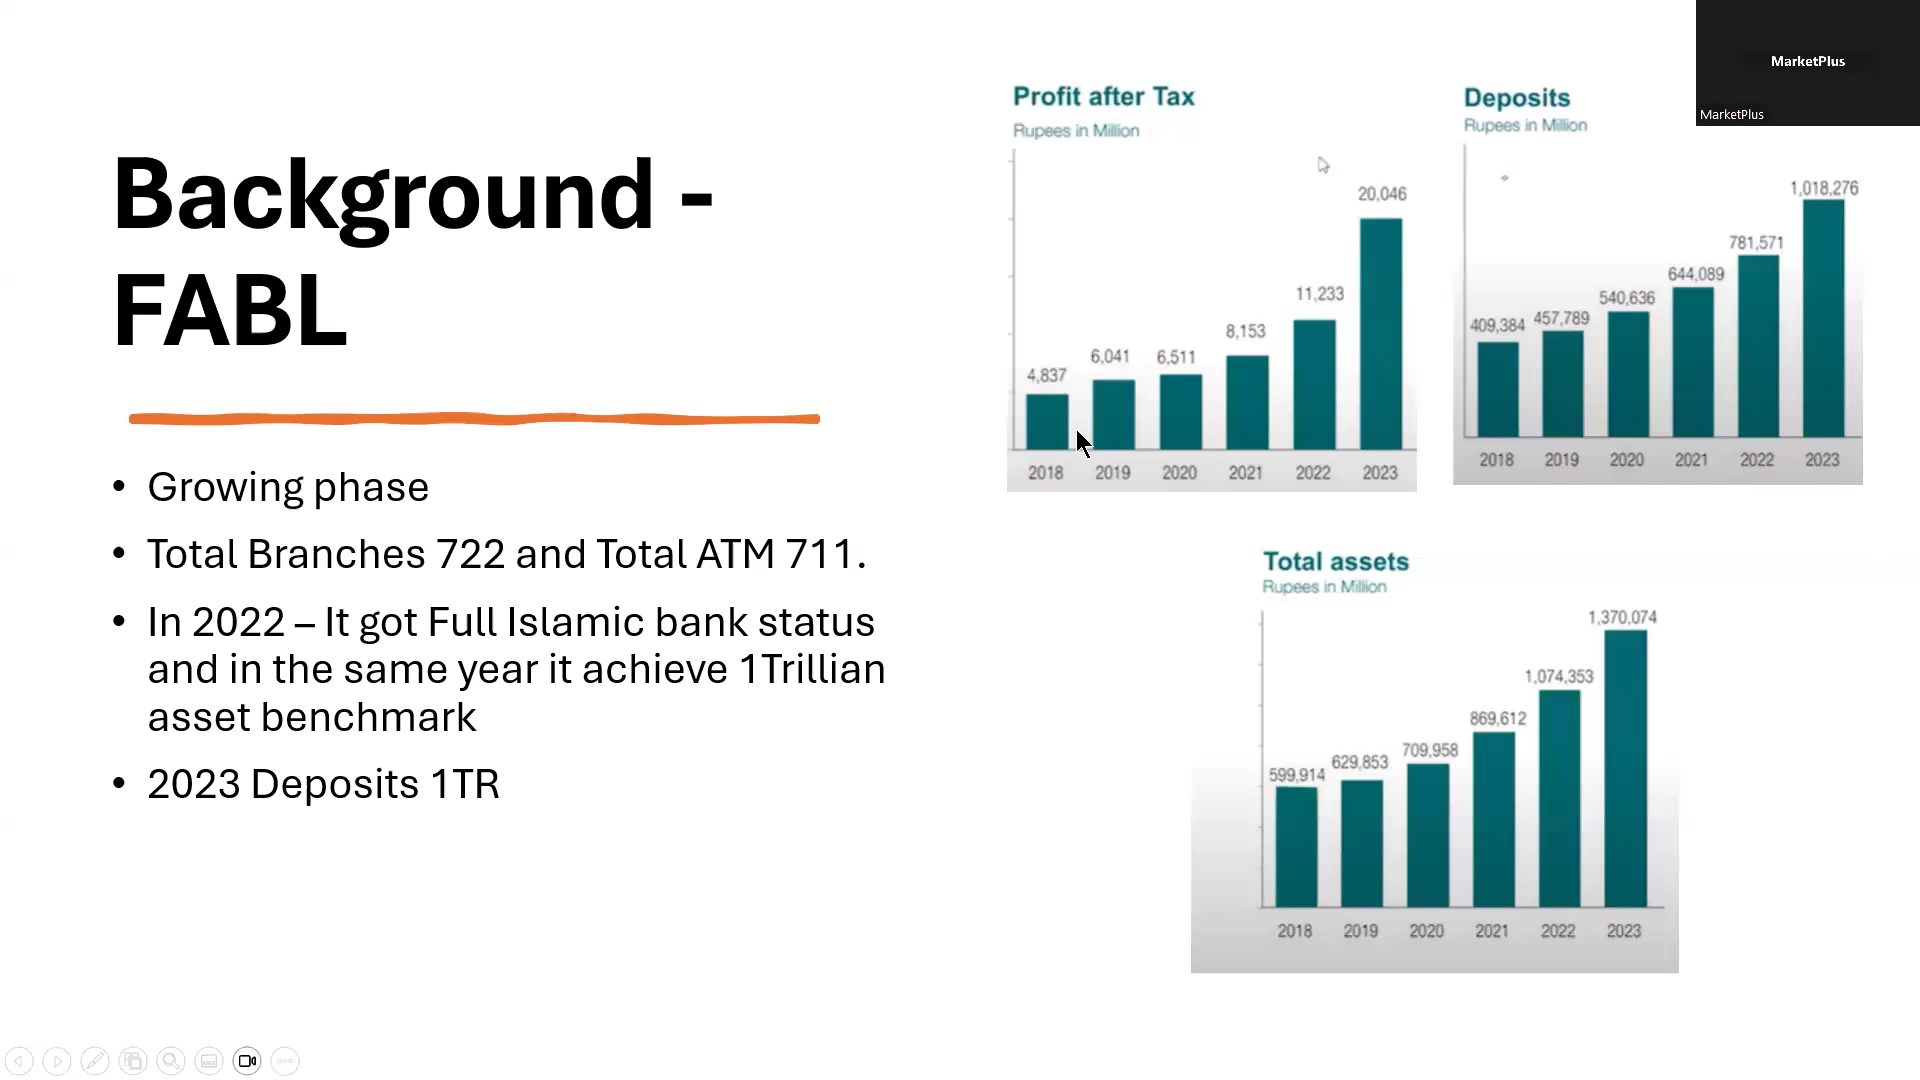 MarketPlus
MarketPlus
Background -
FABL
• Growing phase
• Total Branches 722 and Total ATM 711.
• In 2022 – It got Full Islamic bank status
and in the same year it achieve 1Trillian
asset benchmark
• 2023 Deposits 1TR
Profit after Tax
Rupees in Million
4,837
6,041
6,511
8,153
11,233
20,046
2018 2019 2020 2021 2022 2023
Deposits
Rupees in Million
409,384
457,789
540,636
644,089
781,571
1,018,276
2018 2019 2020 2021 2022 2023
Total assets
Rupees in Million
599,914
629,853
709,958
869,612
1,074,353
1,370,074
2018 2019 2020 2021 2022 2023